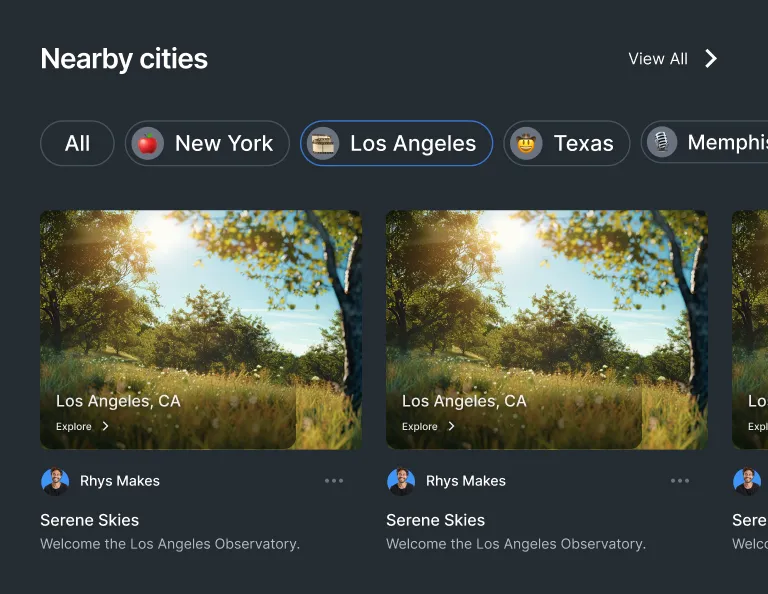 Nearby cities
View All
All
New York
Los Angeles
Texas
Memphis
Los Angeles, CA
Explore
Los Angeles, CA
Explore
Lo
Expl
Rhys Makes
Rhys Makes
Serene Skies
Serene Skies
Sere
Welcome the Los Angeles Observatory.
Welcome the Los Angeles Observatory.
Welc